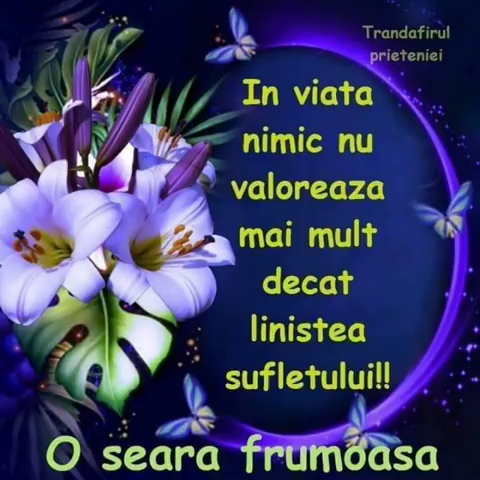 Trandafirul
prieteniei
In viata
nimic nu
valoreaza
mai mult
decat
linistea
sufletului!!
O seara frumoasa